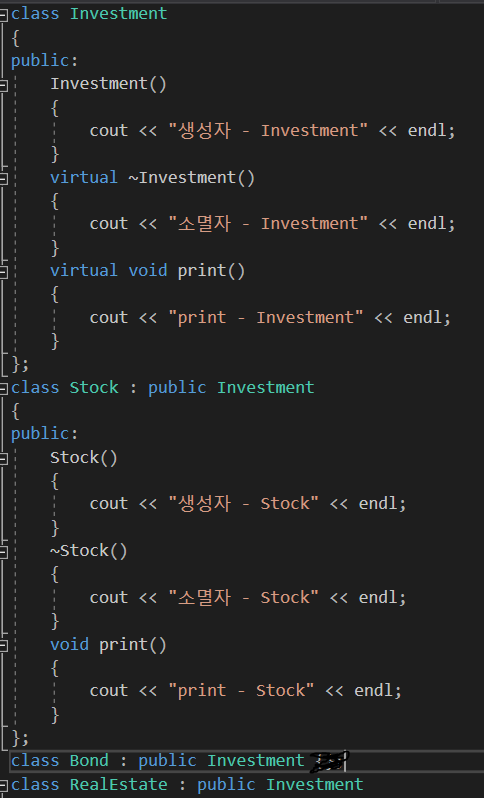 class Investment
{
public:
    Investment()
    {
        cout << "생성자 - Investment" << endl;
    }
    virtual ~Investment()
    {
        cout << "소멸자 - Investment" << endl;
    }
    virtual void print()
    {
        cout << "print - Investment" << endl;
    }
};
class Stock : public Investment
{
public:
    Stock()
    {
        cout << "생성자 - Stock" << endl;
    }
    ~Stock()
    {
        cout << "소멸자 - Stock" << endl;
    }
    void print()
    {
        cout << "print - Stock" << endl;
    }
};
class Bond : public Investment
class RealEstate : public Investment